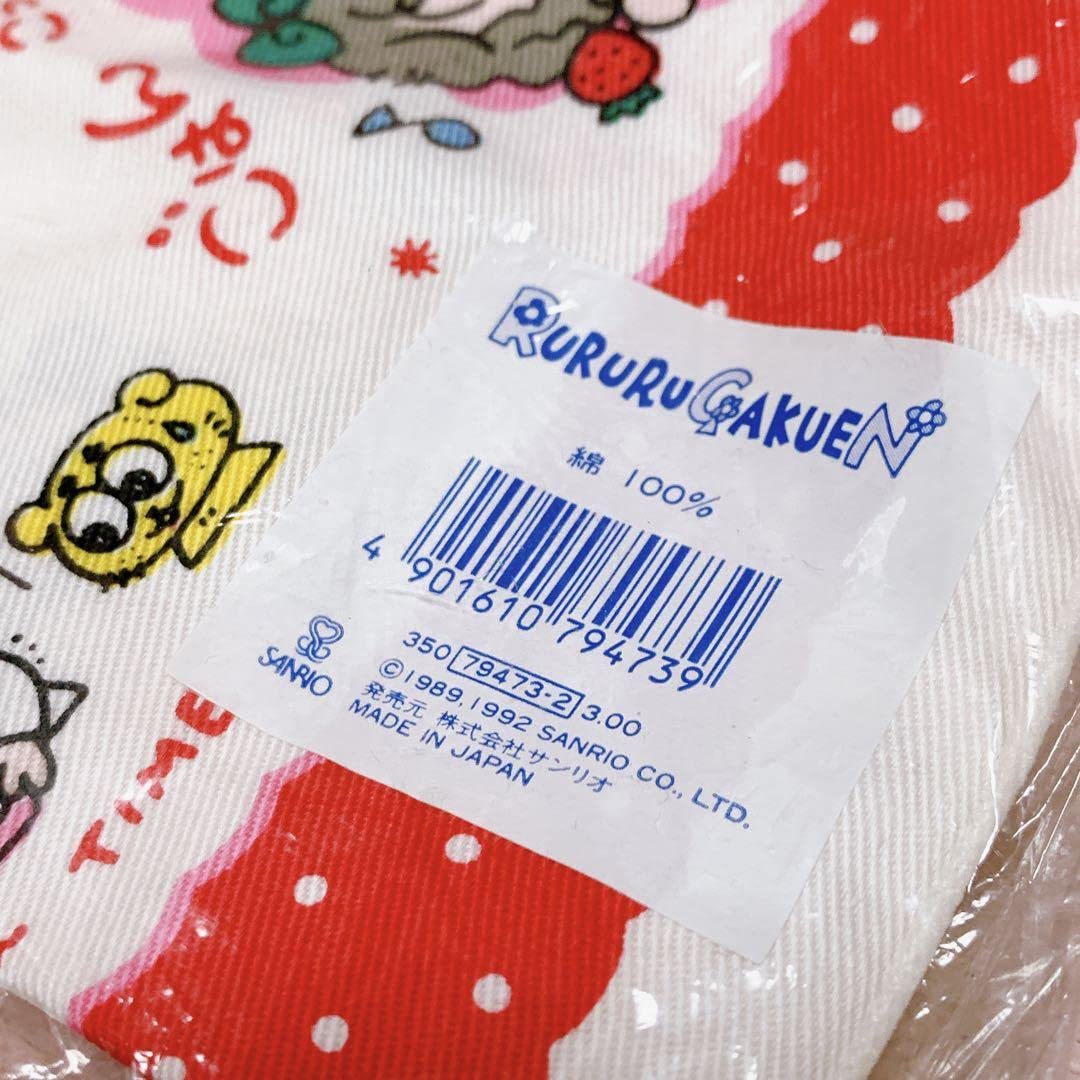 RURURUGAKUEN
綿 100%
4 901610 794739
SANRIO
350 79473-2 3.00
©1989,1992 SANRIO CO., LTD.
発売元 株式会社サンリオ
MADE IN JAPAN
TIME